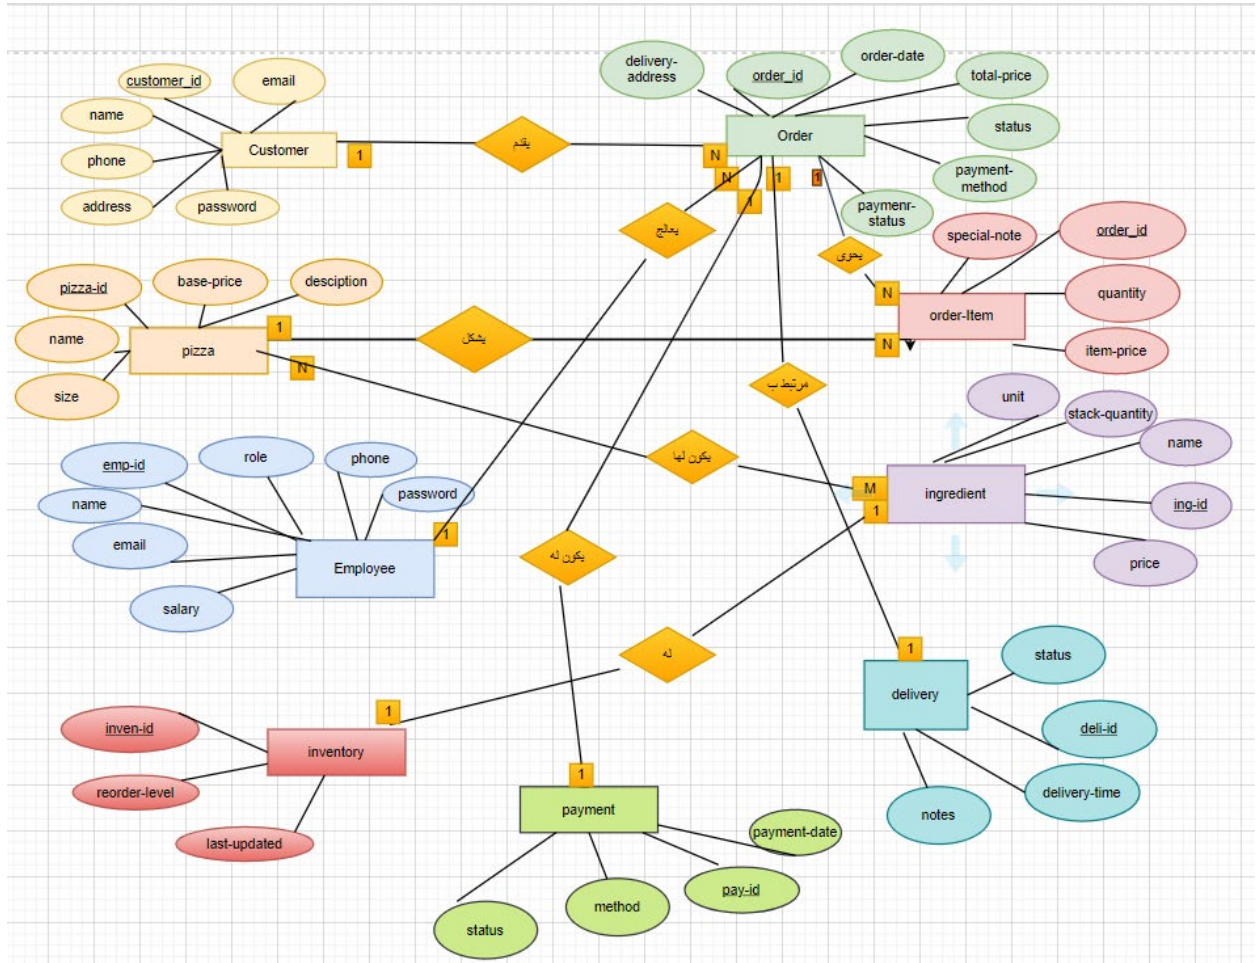 customer_id
email
name
Customer
phone
address
password
1
يقدم
N
delivery-
address
order_id
order-date
total-price
Order
status
payment-
method
paymenr-
status
N
1
1
1
يعالج
يحوى
special-note
order_id
quantity
order-Item
item-price
N
N
pizza-id
base-price
desciption
name
pizza
size
1
N
يشكل
مرتبط ب
unit
stack-quantity
name
ingredient
ing-id
price
M
1
يكون لها
emp-id
role
phone
name
password
email
Employee
salary
1
يكون له
له
1
inven-id
inventory
reorder-level
last-updated
1
payment
payment-date
pay-id
method
status
1
delivery
status
deli-id
delivery-time
notes